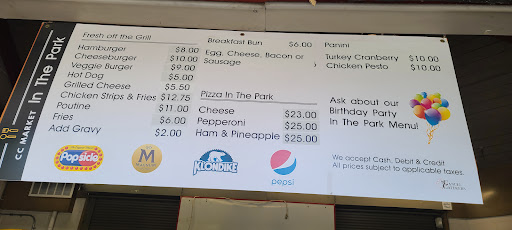 CC MARKET In The Park
Fresh off the Grill
Hamburger $8.00
Cheeseburger $10.00
Veggie Burger $9.00
Hot Dog $5.00
Grilled Cheese $5.50
Chicken Strips & Fries $12.75
Poutine $11.00
Fries $6.00
Add Gravy $2.00
Breakfast Bun $6.00
Egg, Cheese, Bacon or
Sausage
Pizza In The Park
Cheese $23.00
Pepperoni $25.00
Ham & Pineapple $25.00
Panini
Turkey Cranberry $10.00
Chicken Pesto $10.00
Ask about our
Birthday Party
In The Park Menu!
We accept Cash, Debit & Credit
All prices subject to applicable taxes.
Popsicle
M
KLONDIKE
pepsi